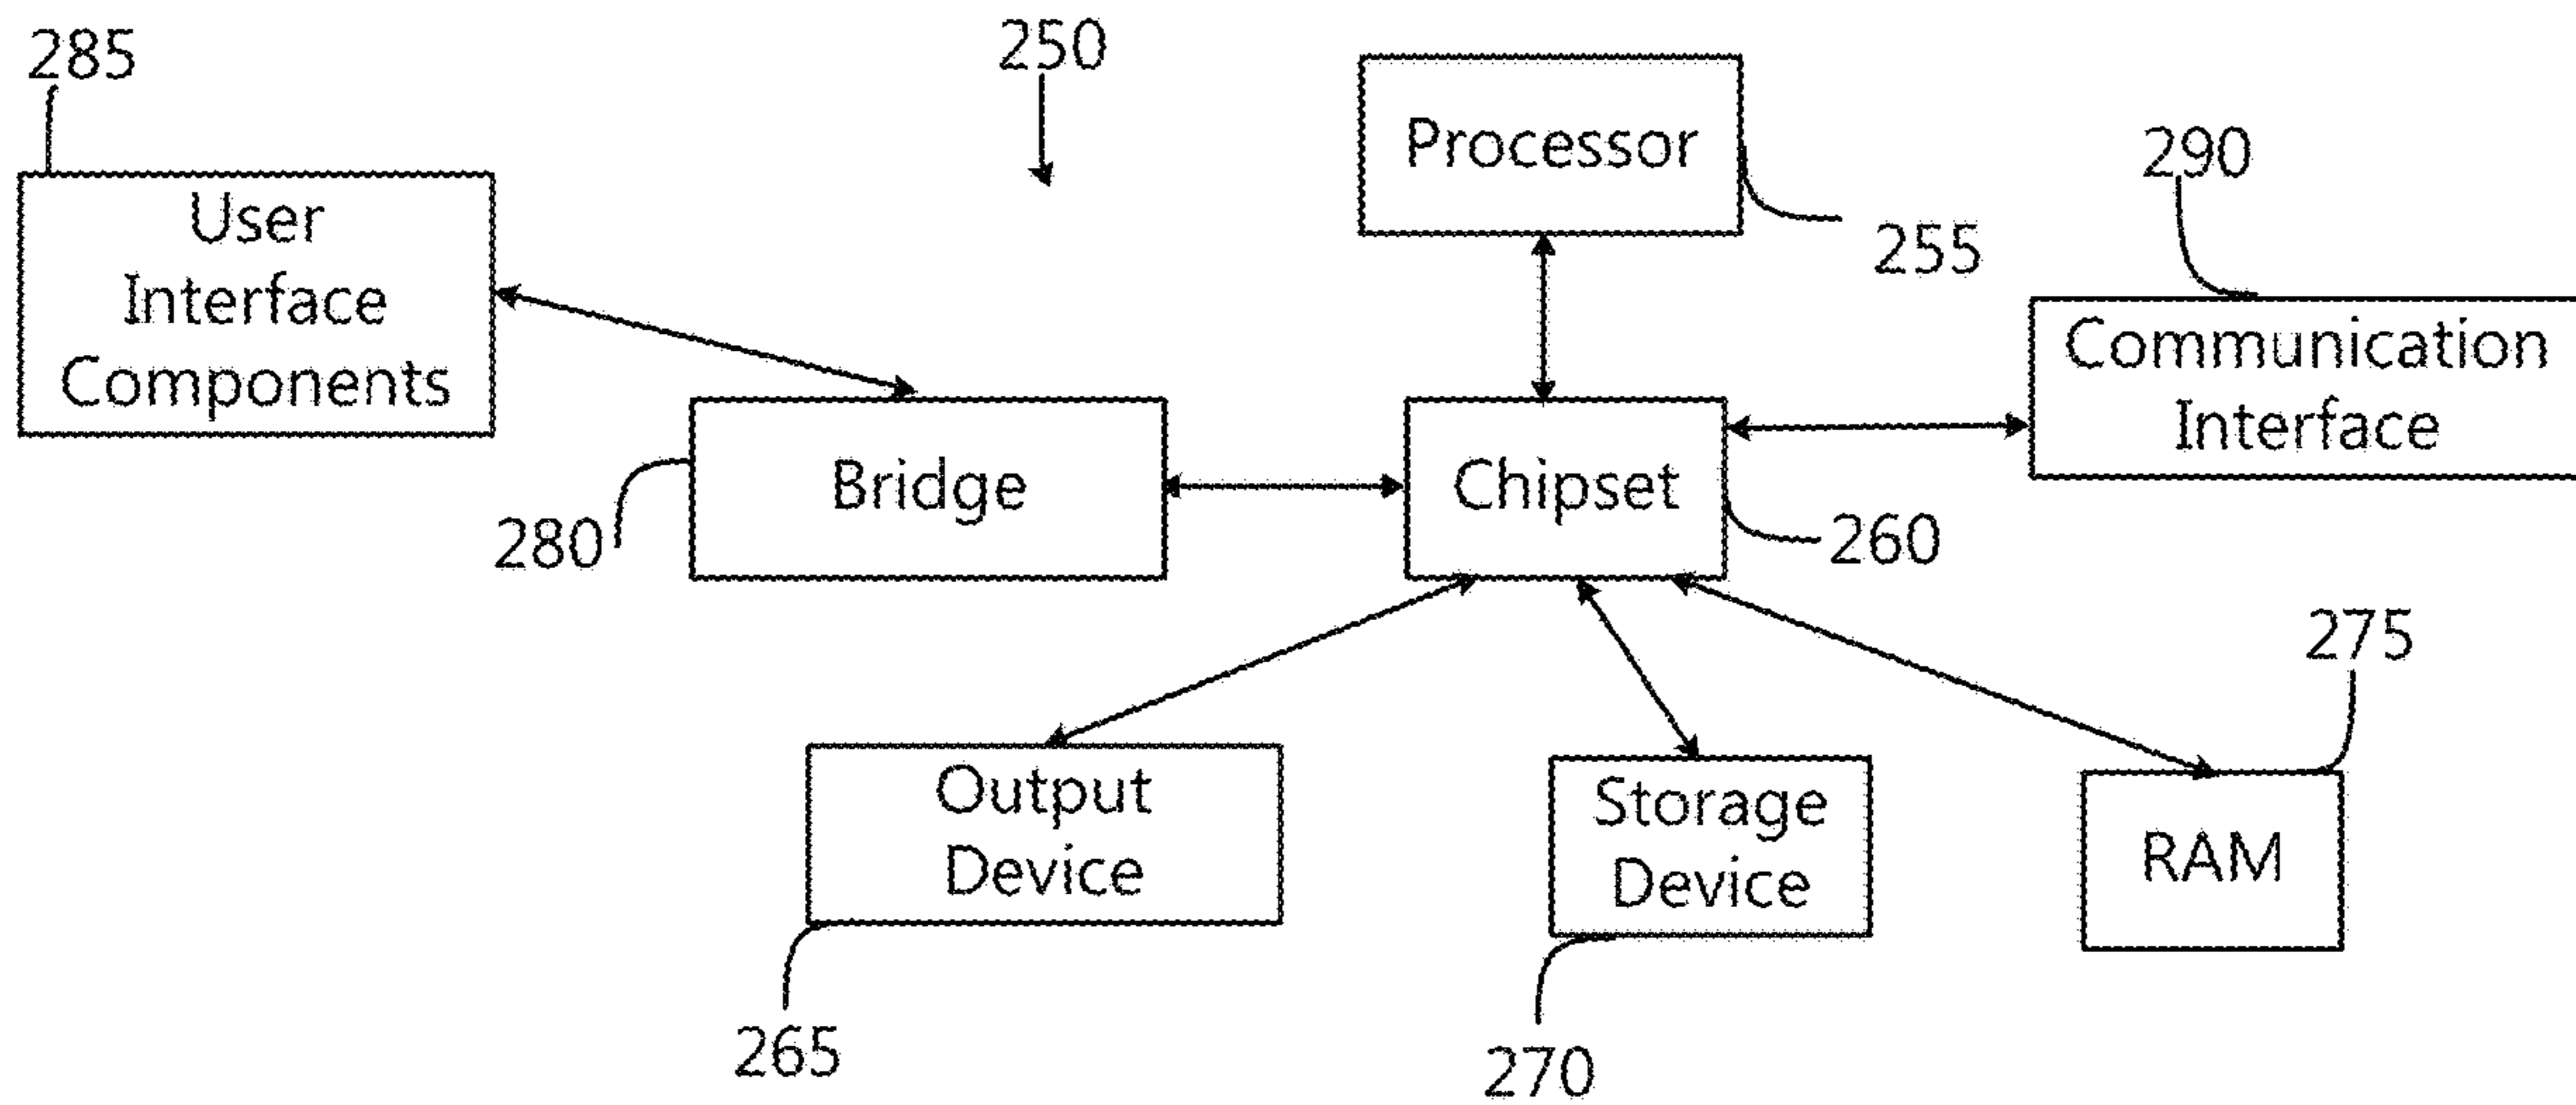 285
250
Processor
290
User
Interface
Components
255
Communication
Interface
Bridge
Chipset
280
260
275
Output
Device
Storage
Device
RAM
265
270